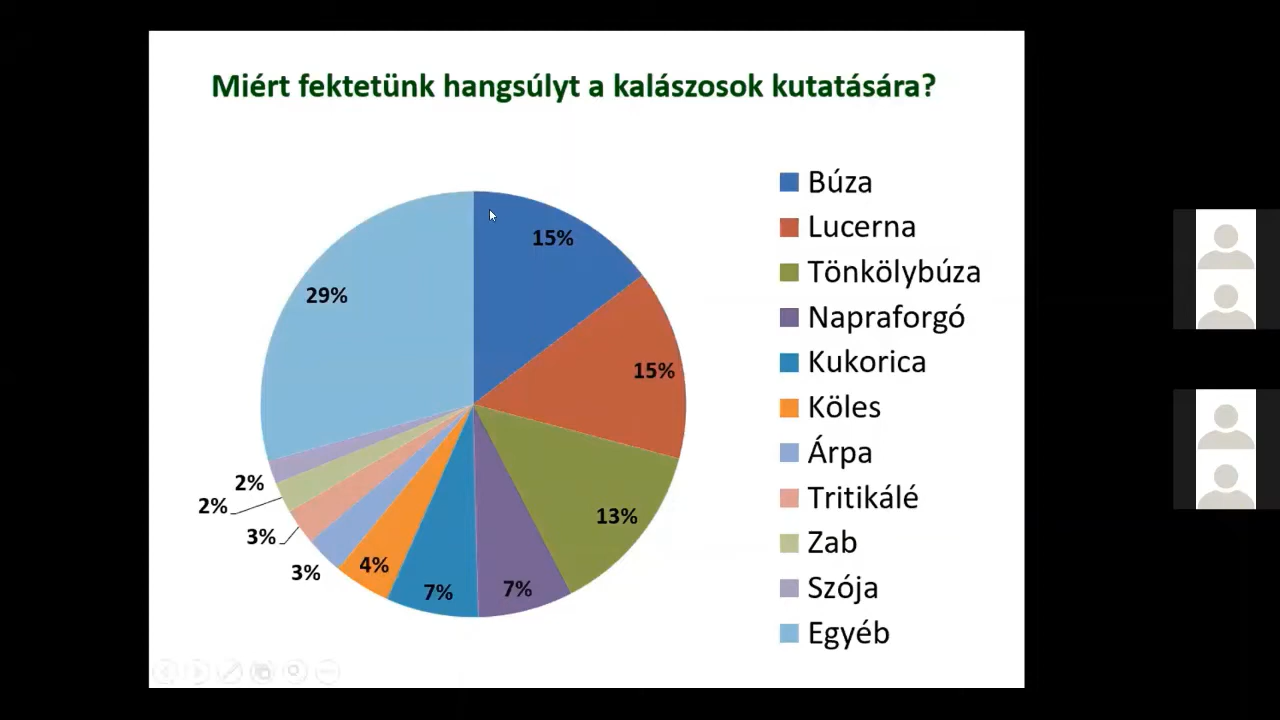 Miért fektetünk hangsúlyt a kalászosok kutatására?
15%
15%
13%
7%
7%
4%
3%
3%
2%
2%
29%
Búza
Lucerna
Tönkölybúza
Napraforgó
Kukorica
Köles
Árpa
Tritikálé
Zab
Szója
Egyéb